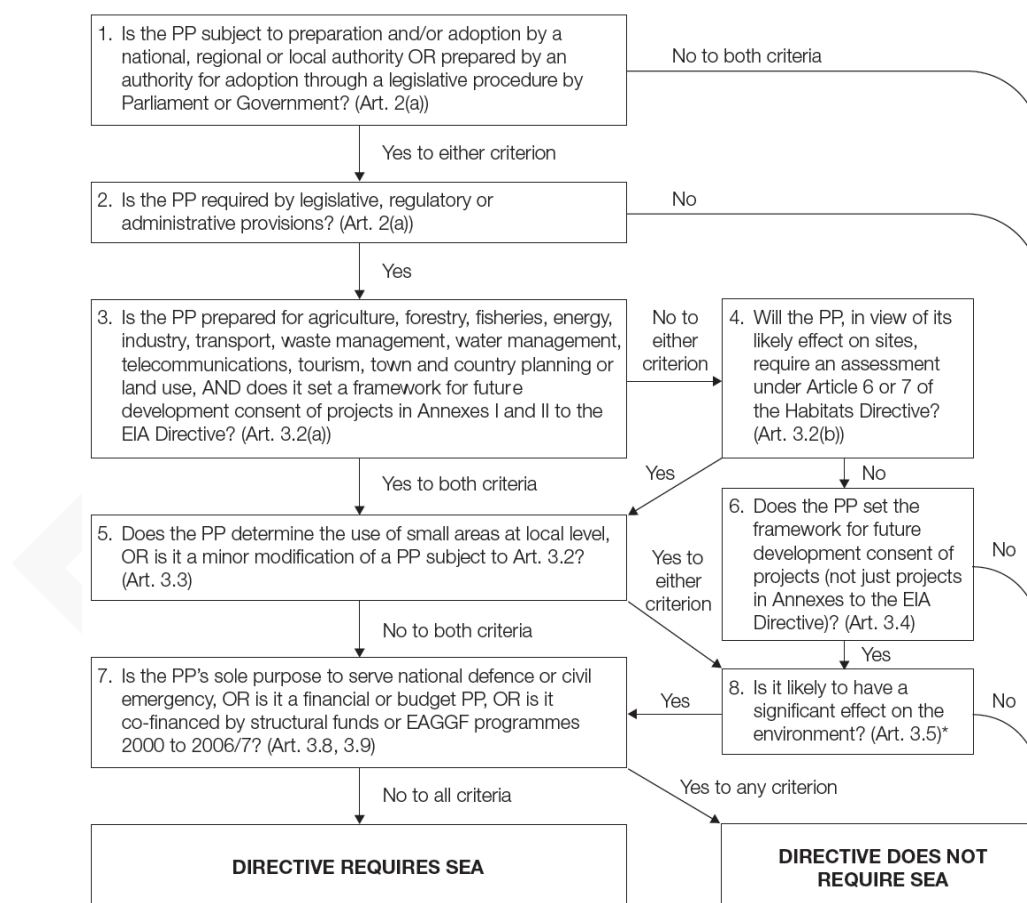 1. Is the PP subject to preparation and/or adoption by a
national, regional or local authority OR prepared by an
authority for adoption through a legislative procedure by
Parliament or Government? (Art. 2(a))
No to both criteria
Yes to either criterion
2. Is the PP required by legislative, regulatory or
administrative provisions? (Art. 2(a))
No
Yes
3. Is the PP prepared for agriculture, forestry, fisheries, energy,
industry, transport, waste management, water management,
telecommunications, tourism, town and country planning or
land use, AND does it set a framework for future
development consent of projects in Annexes I and II to the
EIA Directive? (Art. 3.2(a))
No to
either
criterion
4. Will the PP, in view of its
likely effect on sites,
require an assessment
under Article 6 or 7 of
the Habitats Directive?
(Art. 3.2(b))
Yes to both criteria
Yes
No
5. Does the PP determine the use of small areas at local level,
OR is it a minor modification of a PP subject to Art. 3.2?
(Art. 3.3)
Yes to
either
criterion
6. Does the PP set the
framework for future
development consent of
projects (not just projects
in Annexes to the EIA
Directive)? (Art. 3.4)
No
No to both criteria
Yes
7. Is the PP's sole purpose to serve national defence or civil
emergency, OR is it a financial or budget PP, OR is it
co-financed by structural funds or EAGGF programmes
2000 to 2006/7? (Art. 3.8, 3.9)
Yes
8. Is it likely to have a
significant effect on the
environment? (Art. 3.5)*
No
No to all criteria
Yes to any criterion
DIRECTIVE REQUIRES SEA
DIRECTIVE DOES NOT
REQUIRE SEA